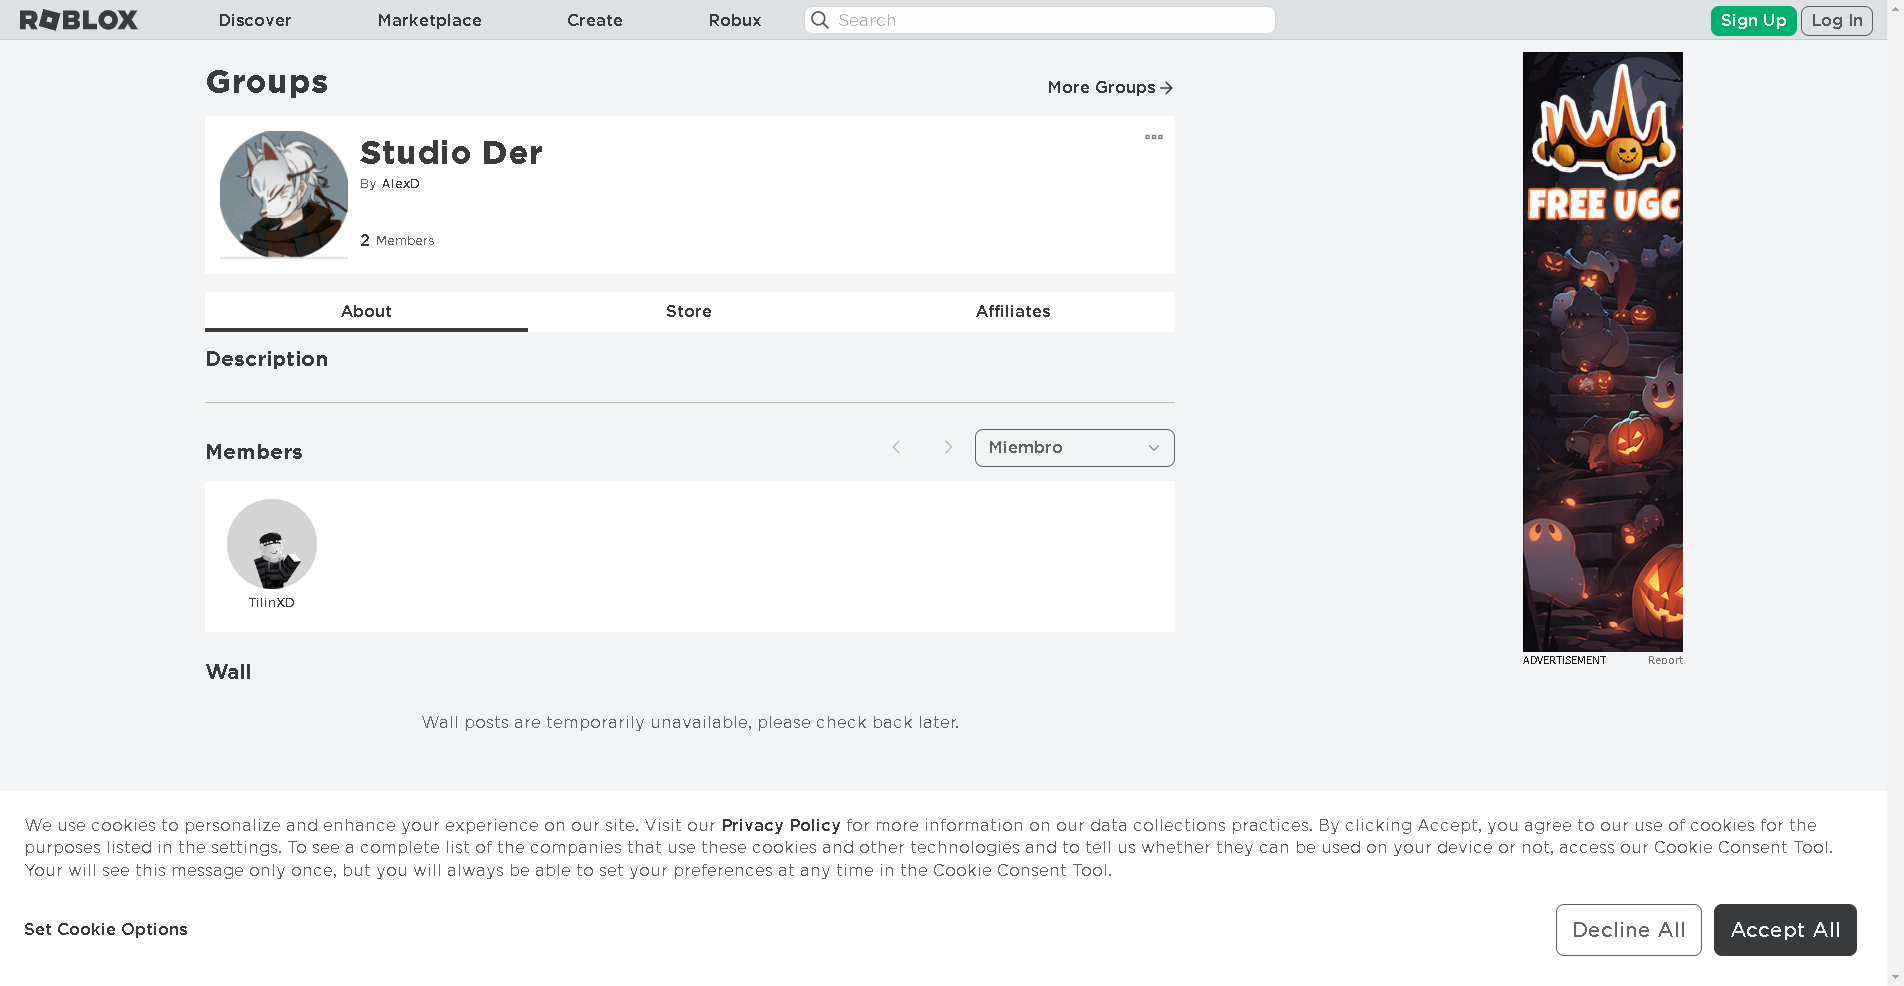 ROBLOX
Discover
Marketplace
Create
Robux
Search
Sign Up
Log In
Groups
More Groups
Studio Der
By AlexD
2 Members
About
Store
Affiliates
Description
Members
Miembro
TilinXD
Wall
Wall posts are temporarily unavailable, please check back later.
FREE UGC
ADVERTISEMENT
Report
We use cookies to personalize and enhance your experience on our site. Visit our Privacy Policy for more information on our data collections practices. By clicking Accept, you agree to our use of cookies for the
purposes listed in the settings. To see a complete list of the companies that use these cookies and other technologies and to tell us whether they can be used on your device or not, access our Cookie Consent Tool.
Your will see this message only once, but you will always be able to set your preferences at any time in the Cookie Consent Tool.
Set Cookie Options
Decline All
Accept All